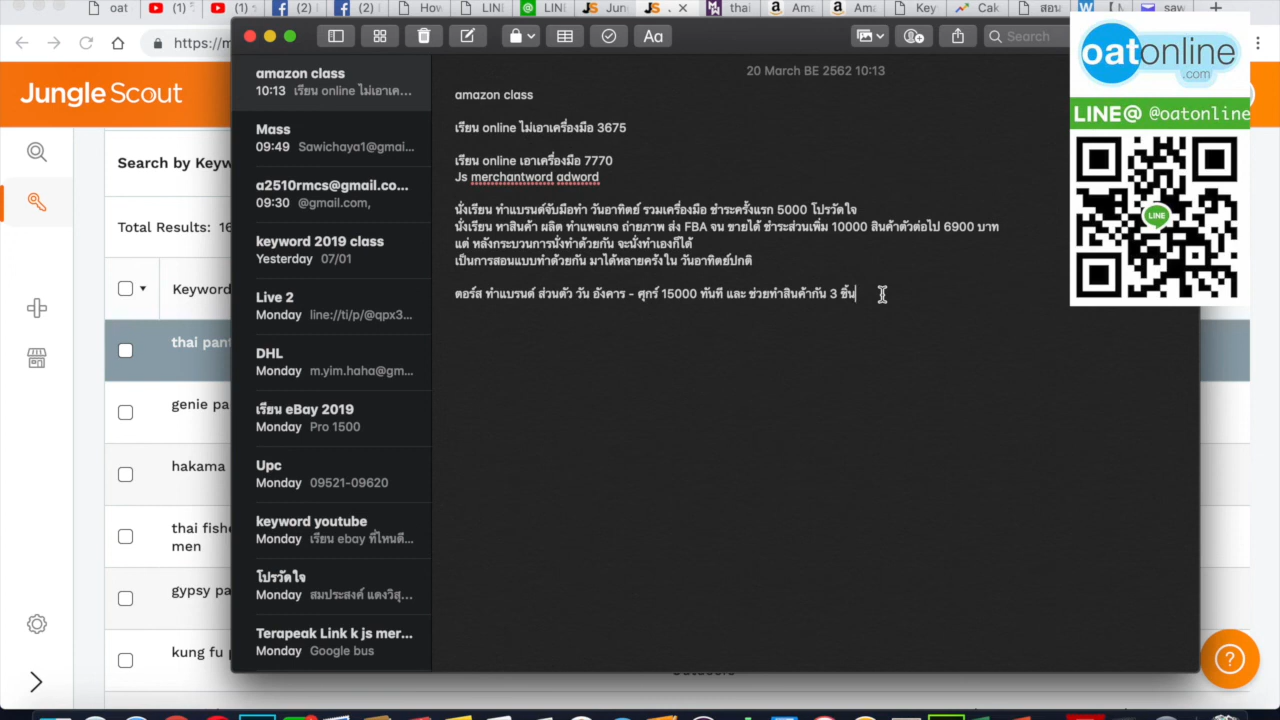 oat
(1)
(1)
(2)
(2)
How
LINE
LINE
Jun
J
thai
Ama
Ama
Key
Cak
สอน
saw
https://m
Search
JungleScout
Search by Keyw
Total Results: 16
Keyword
thai pant
genie pa
hakama
thai fishe
men
gypsy pa
kung fu p
amazon class
10:13 เรียน online ไม่เอาเค...
Mass
09:49 Sawichaya1@gmai...
a2510rmcs@gmail.co...
09:30 @gmail.com,
keyword 2019 class
Yesterday 07/01
Live 2
Monday line://ti/p/@qpx3...
DHL
Monday m.yim.haha@gm...
เรียน eBay 2019
Monday Pro 1500
Upc
Monday 09521-09620
keyword youtube
Monday เรียน ebay ที่ไหนดี...
โปรวัดใจ
Monday สมประสงค์ แดงวิสุ...
Terapeak Link k js mer...
Monday Google bus
20 March BE 2562 10:13
amazon class
เรียน online ไม่เอาเครื่องมือ 3675
เรียน online เอาเครื่องมือ 7770
Js merchantword adword
นั่งเรียน ทำแบรนด์จับมือทำ วันอาทิตย์ รวมเครื่องมือ ชำระครั้งแรก 5000 โปรวัดใจ
นั่งเรียน หาสินค้า ผลิต ทำแพจเกจ ถ่ายภาพ ส่ง FBA จน ขายได้ ชำระส่วนเพิ่ม 10000 สินค้าตัวต่อไป 6900 บาท
แต่ หลังกระบวนการนั่งทำด้วยกัน จะนั่งทำเองก็ได้
เป็นการสอนแบบทำด้วยกัน มาได้หลายครั้งใน วันอาทิตย์ปกติ
คอร์ส ทำแบรนด์ ส่วนตัว วัน อังคาร - ศุกร์ 15000 ทันที และ ช่วยทำสินค้ากัน 3 ชิ้น
oatonline
.com
LINE@ @oatonline
LINE